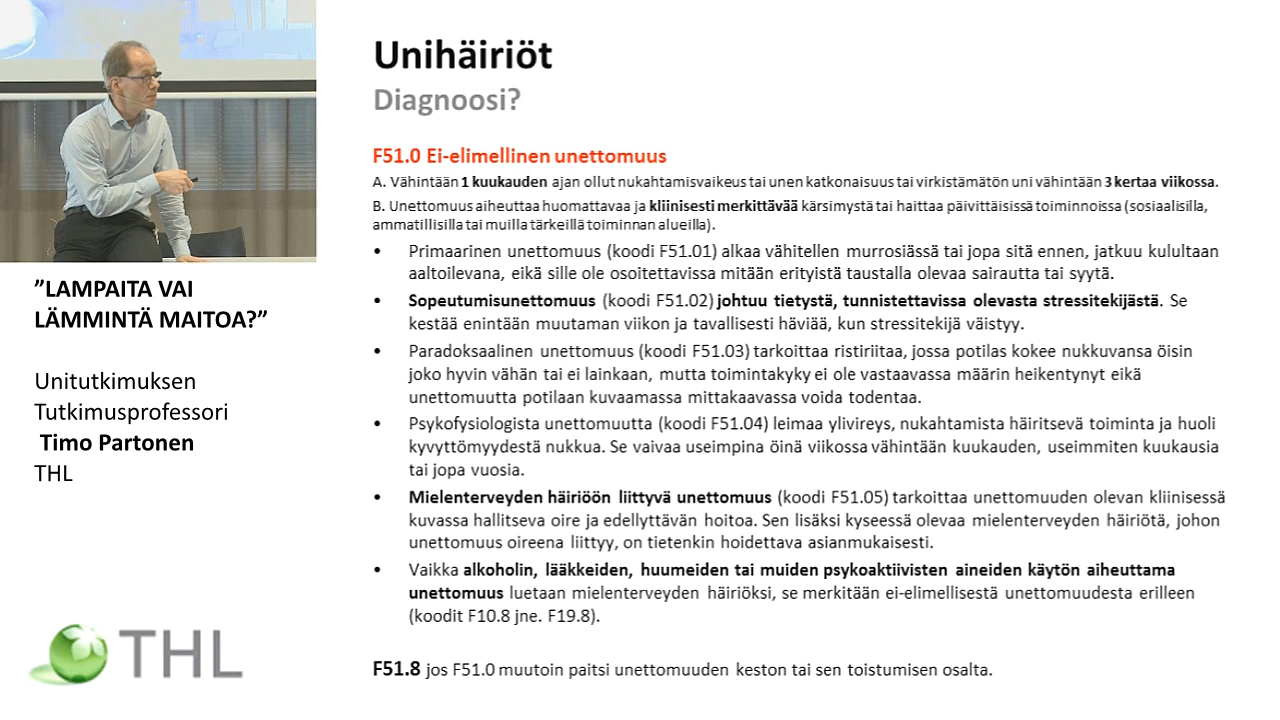 Unihäiriöt
Diagnoosi?
F51.0 Ei-elimellinen unettomuus
A. Vähintään 1 kuukauden ajan ollut nukahtamisvaikeus tai unen katkonaisuus tai virkistämätön uni vähintään 3 kertaa viikossa.
B. Unettomuus aiheuttaa huomattavaa ja kliinisesti merkittävää kärsimystä tai haittaa päivittäisissä toiminnoissa (sosiaalisilla,
ammatillisilla tai muilla tärkeillä toiminnan alueilla).
• Primaarinen unettomuus (koodi F51.01) alkaa vähitellen murrosiässä tai jopa sitä ennen, jatkuu kulultaan
aaltoilevana, eikä sille ole osoitettavissa mitään erityistä taustalla olevaa sairautta tai syytä.
• Sopeutumisunettomuus (koodi F51.02) johtuu tietystä, tunnistettavissa olevasta stressitekijästä. Se
kestää enintään muutaman viikon ja tavallisesti häviää, kun stressitekijä väistyy.
• Paradoksaalinen unettomuus (koodi F51.03) tarkoittaa ristiriitaa, jossa potilas kokee nukkuvansa öisin
joko hyvin vähän tai ei lainkaan, mutta toimintakyky ei ole vastaavassa määrin heikentynyt eikä
unettomuutta potilaan kuvaamassa mittakaavassa voida todentaa.
• Psykofysiologista unettomuutta (koodi F51.04) leimaa ylivireys, nukahtamista häiritsevä toiminta ja huoli
kyvyttömyydestä nukkua. Se vaivaa useimpina öinä viikossa vähintään kuukauden, useimmiten kuukausia
tai jopa vuosia.
• Mielenterveyden häiriöön liittyvä unettomuus (koodi F51.05) tarkoittaa unettomuuden olevan kliinisessä
kuvassa hallitseva oire ja edellyttävän hoitoa. Sen lisäksi kyseessä olevaa mielenterveyden häiriötä, johon
unettomuus oireena liittyy, on tietenkin hoidettava asianmukaisesti.
• Vaikka alkoholin, lääkkeiden, huumeiden tai muiden psykoaktiivisten aineiden käytön aiheuttama
unettomuus luetaan mielenterveyden häiriöksi, se merkitään ei-elimellisestä unettomuudesta erilleen
(koodit F10.8 jne. F19.8).
F51.8 jos F51.0 muutoin paitsi unettomuuden keston tai sen toistumisen osalta.
”LAMPAITA VAI
LÄMMINTÄ MAITOA?”
Unitutkimuksen
Tutkimusprofessori
Timo Partonen
THL
THL